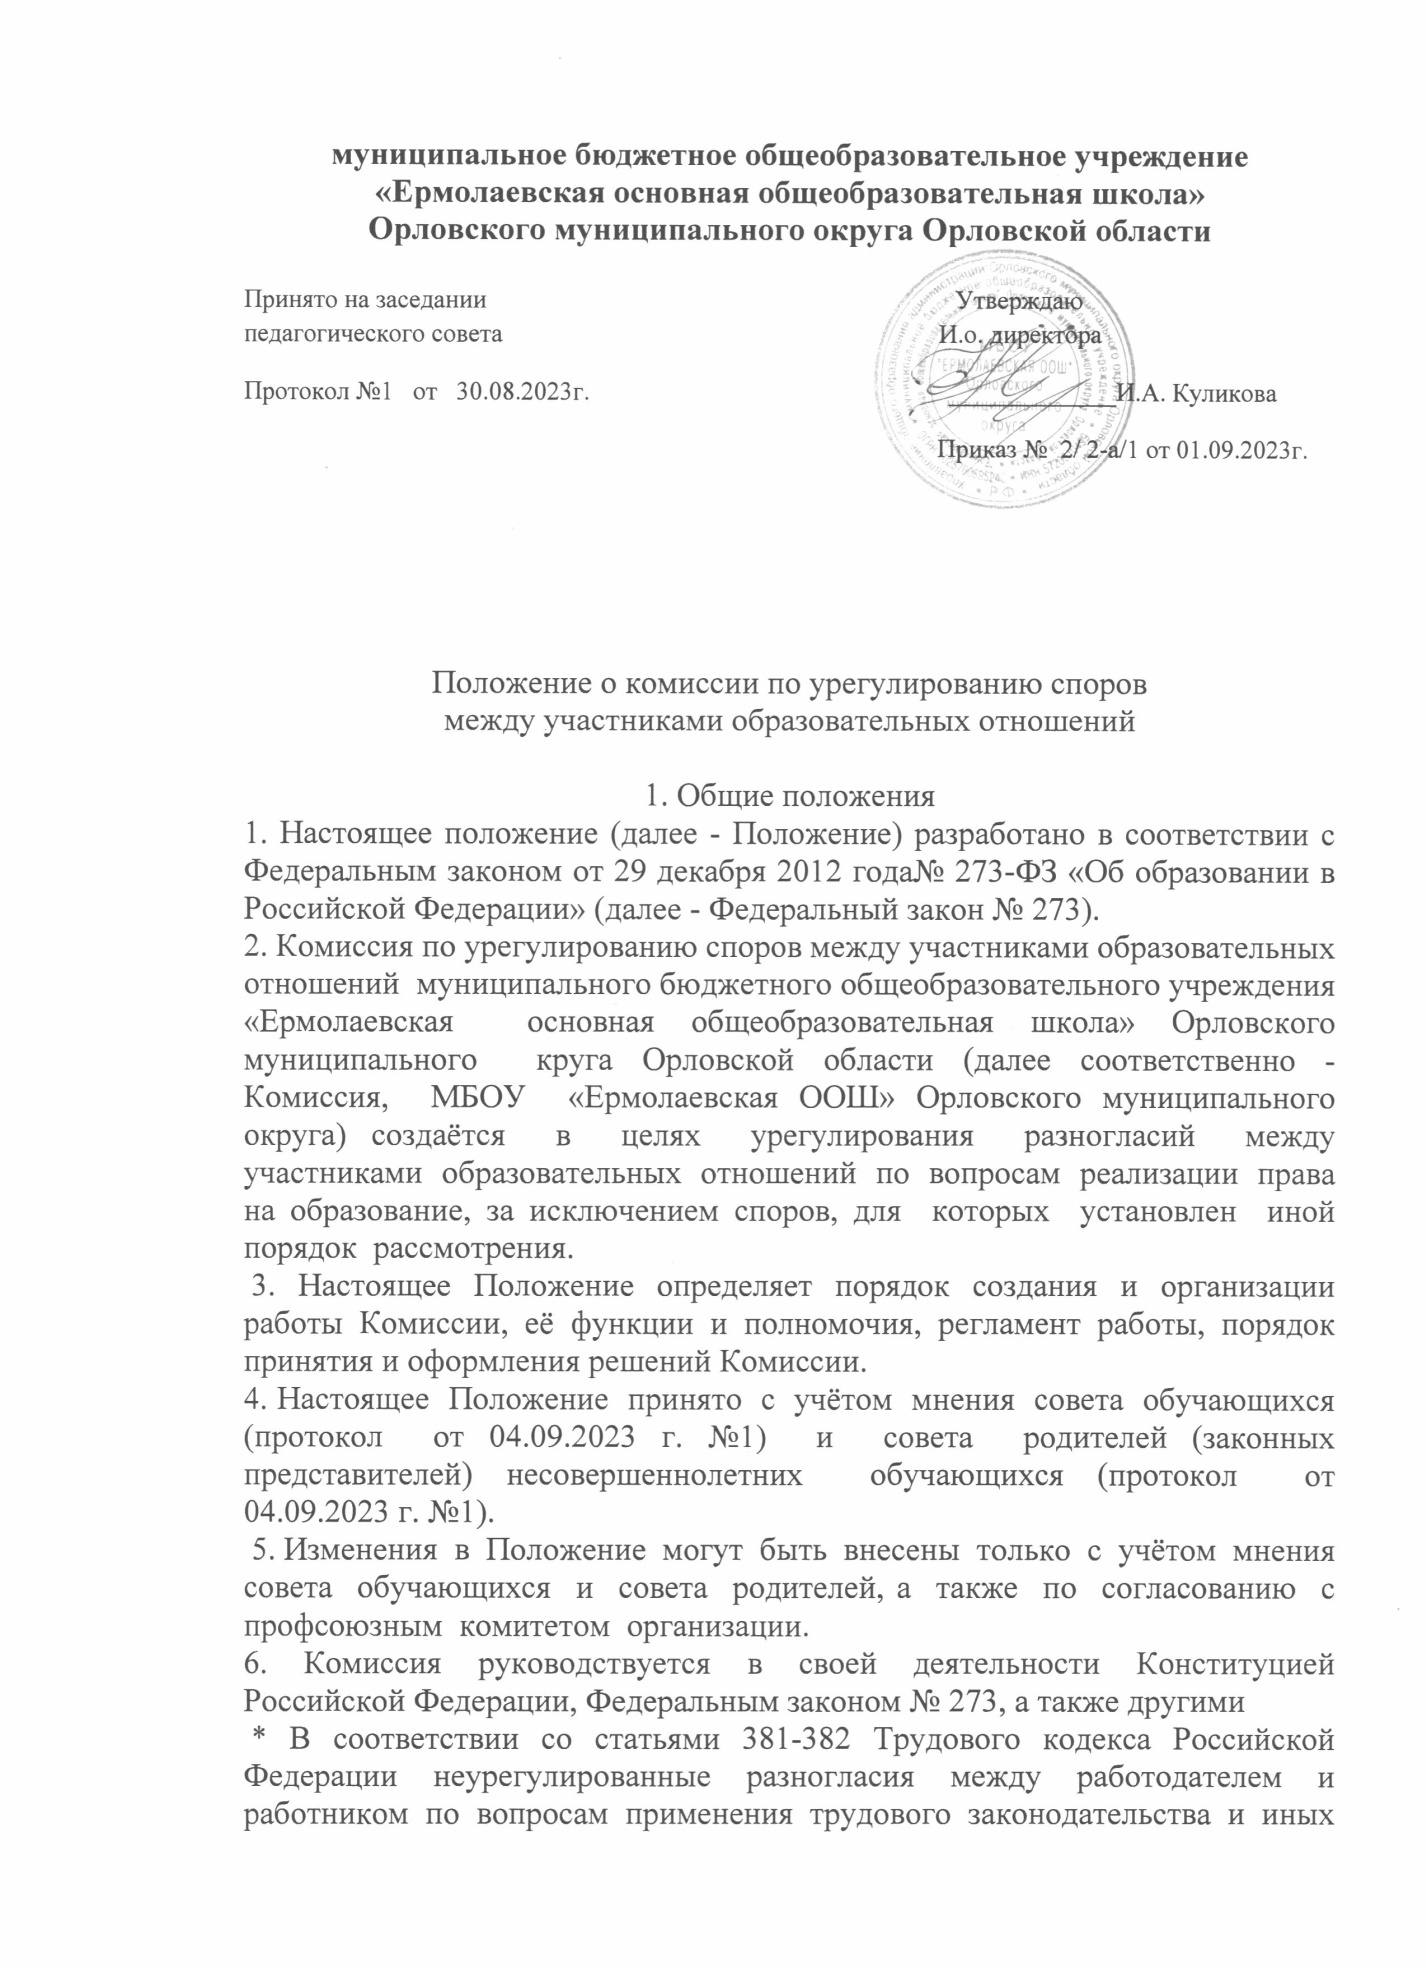 муниципальное бюджетное общеобразовательное учреждение
«Ермолаевская основная общеобразовательная школа»
Орловского муниципального округа Орловской области
Принято на заседании
педагогического совета
Протокол №1 от 30.08.2023г.
Утверждаю
И.о. директора
И.А. Куликова
Приказ № 2/ 2-а/1 от 01.09.2023г.
"ЕРМОЛАЕВСКАЯ ООШ"
Орловского
муниципального
округа
Положение о комиссии по урегулированию споров
между участниками образовательных отношений
1. Общие положения
1. Настоящее положение (далее - Положение) разработано в соответствии с
Федеральным законом от 29 декабря 2012 года№ 273-ФЗ «Об образовании в
Российской Федерации» (далее - Федеральный закон № 273).
2. Комиссия по урегулированию споров между участниками образовательных
отношений муниципального бюджетного общеобразовательного учреждения
«Ермолаевская основная общеобразовательная школа» Орловского
муниципального круга Орловской области (далее соответственно -
Комиссия, МБОУ «Ермолаевская ООШ» Орловского муниципального
округа) создаётся в целях урегулирования разногласий между
участниками образовательных отношений по вопросам реализации права
на образование, за исключением споров, для которых установлен иной
порядок рассмотрения.
3. Настоящее Положение определяет порядок создания и организации
работы Комиссии, её функции и полномочия, регламент работы, порядок
принятия и оформления решений Комиссии.
4. Настоящее Положение принято с учётом мнения совета обучающихся
(протокол от 04.09.2023 г. №1) и совета родителей (законных
представителей) несовершеннолетних обучающихся (протокол от
04.09.2023 г. №1).
5. Изменения в Положение могут быть внесены только с учётом мнения
совета обучающихся и совета родителей, а также по согласованию с
профсоюзным комитетом организации.
6. Комиссия руководствуется в своей деятельности Конституцией
Российской Федерации, Федеральным законом № 273, а также другими
* В соответствии со статьями 381-382 Трудового кодекса Российской
Федерации неурегулированные разногласия между работодателем и
работником по вопросам применения трудового законодательства и иных